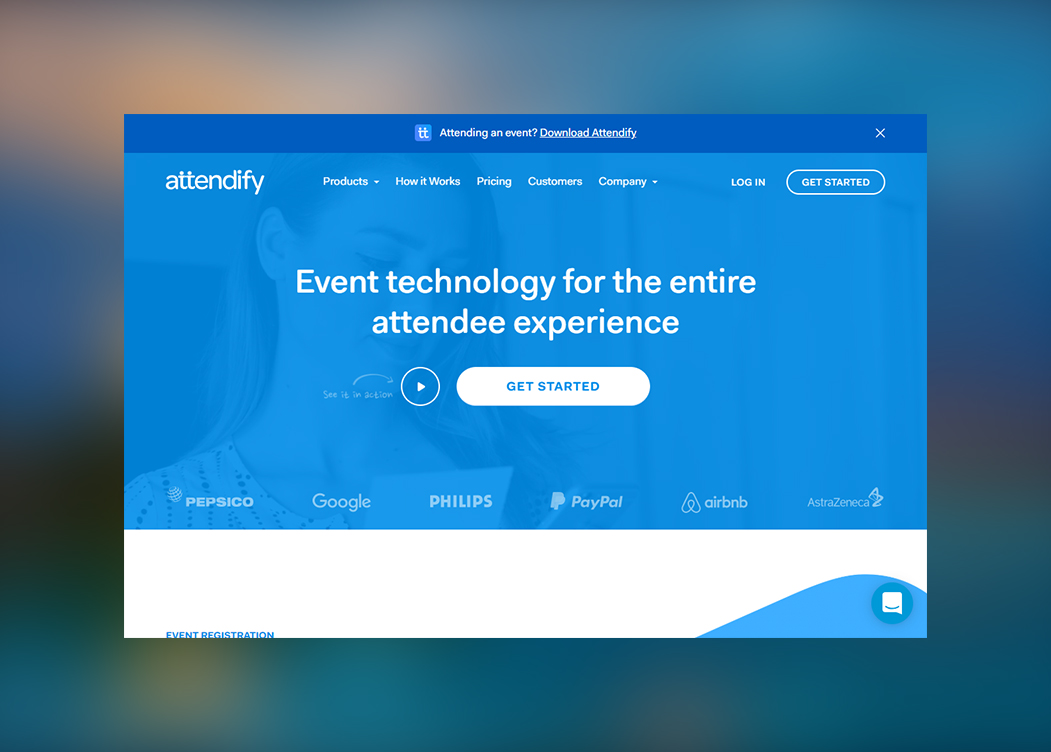 Attending an event? Download Attendify
attendify
Products
How it Works
Pricing
Customers
Company
LOG IN
GET STARTED
Event technology for the entire
attendee experience
See it in action
GET STARTED
PEPSICO
Google
PHILIPS
PayPal
airbnb
AstraZeneca
EVENT REGISTRATION